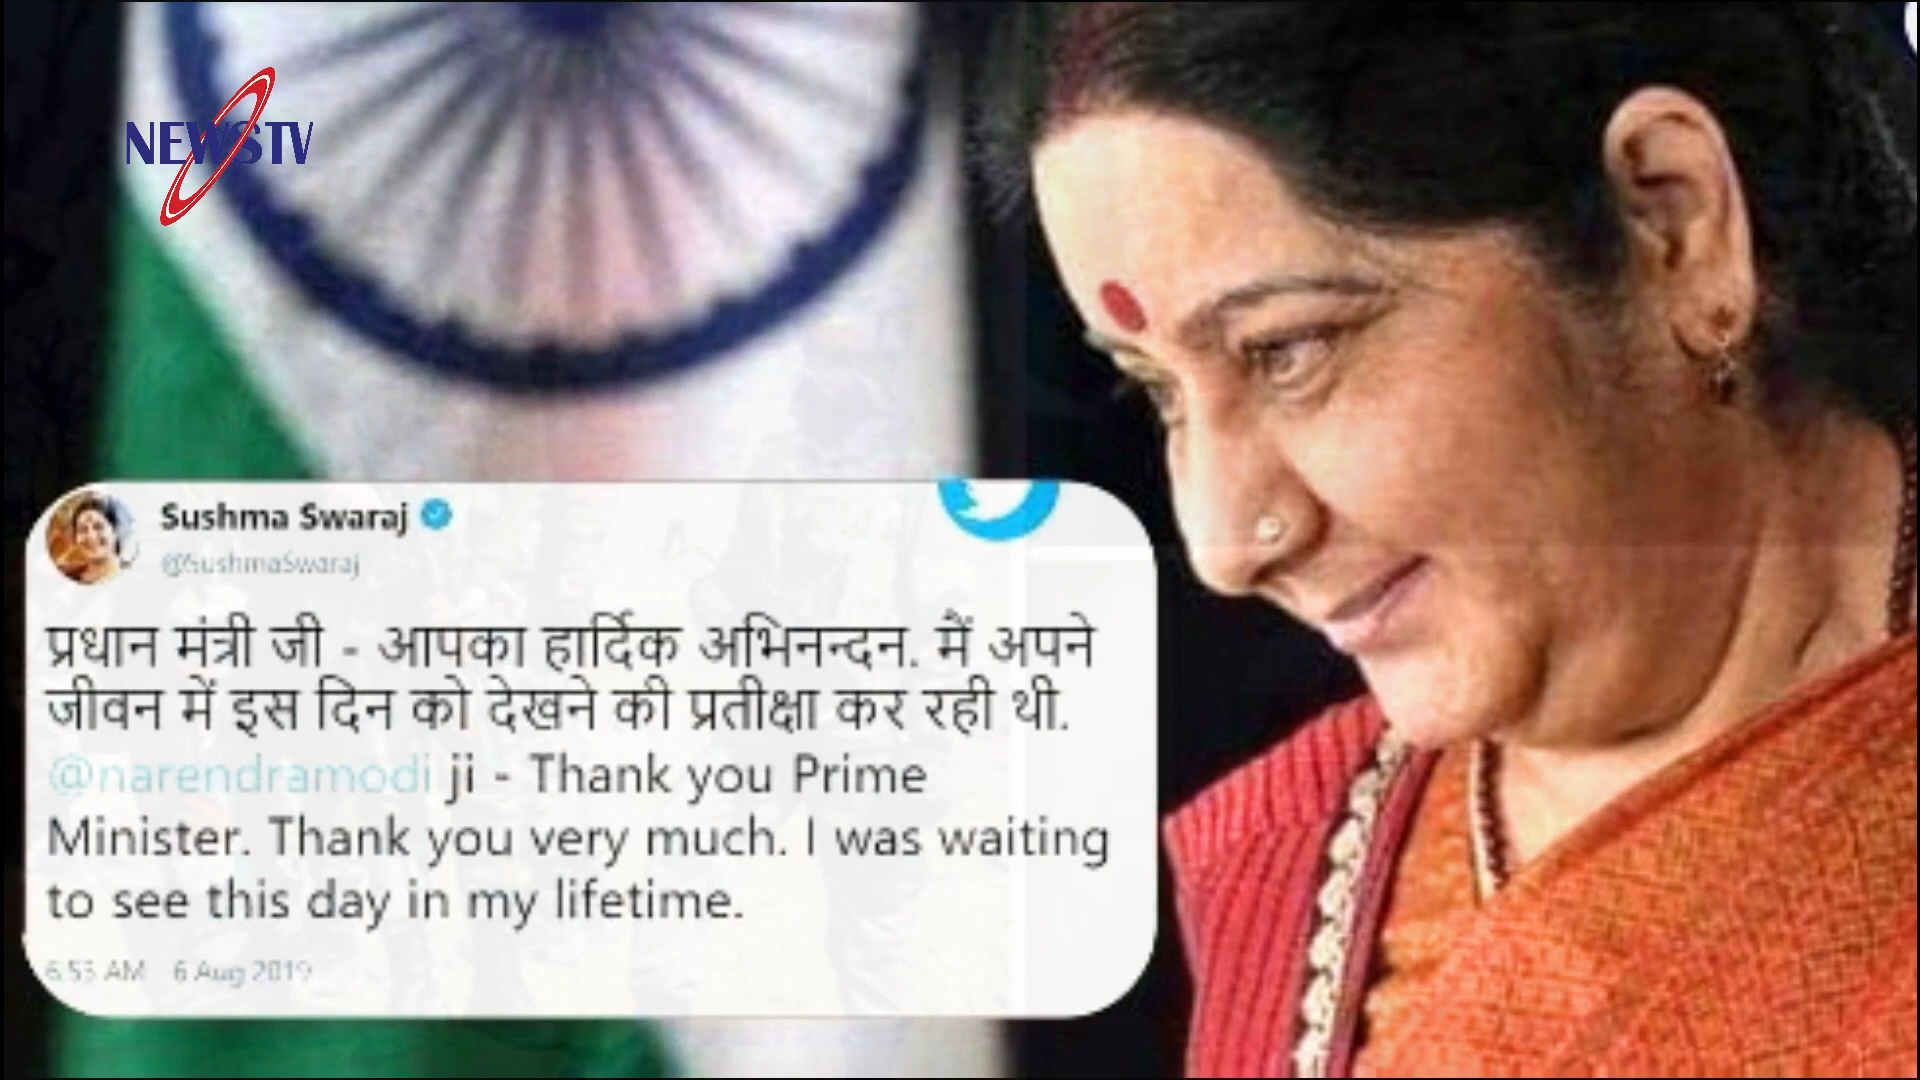 NEWSTV
Sushma Swaraj
@SushmaSwaraj
प्रधान मंत्री जी - आपका हार्दिक अभिनन्दन. मैं अपने
जीवन में इस दिन को देखने की प्रतीक्षा कर रही थी.
@narendramodi ji - Thank you Prime
Minister. Thank you very much. I was waiting
to see this day in my lifetime.
6:55 AM 6 Aug 2019